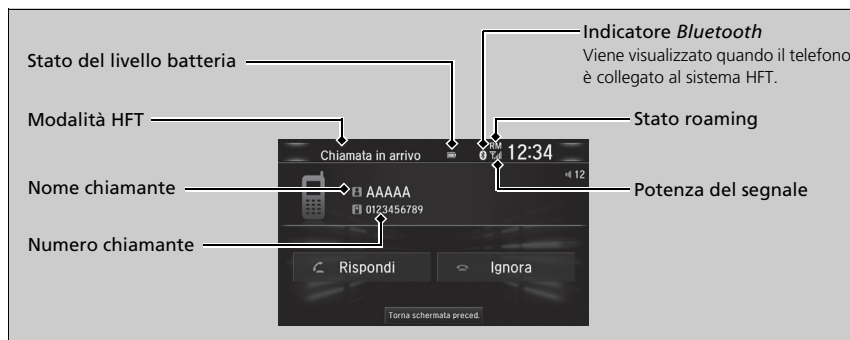 Indicatore Bluetooth
Viene visualizzato quando il telefono
è collegato al sistema HFT.
Stato del livello batteria
Modalità HFT
Stato roaming
RM
Chiamata in arrivo
12:34
12
Nome chiamante
AAAAA
Potenza del segnale
0123456789
Numero chiamante
Rispondi
Ignora
Torna schermata preced.